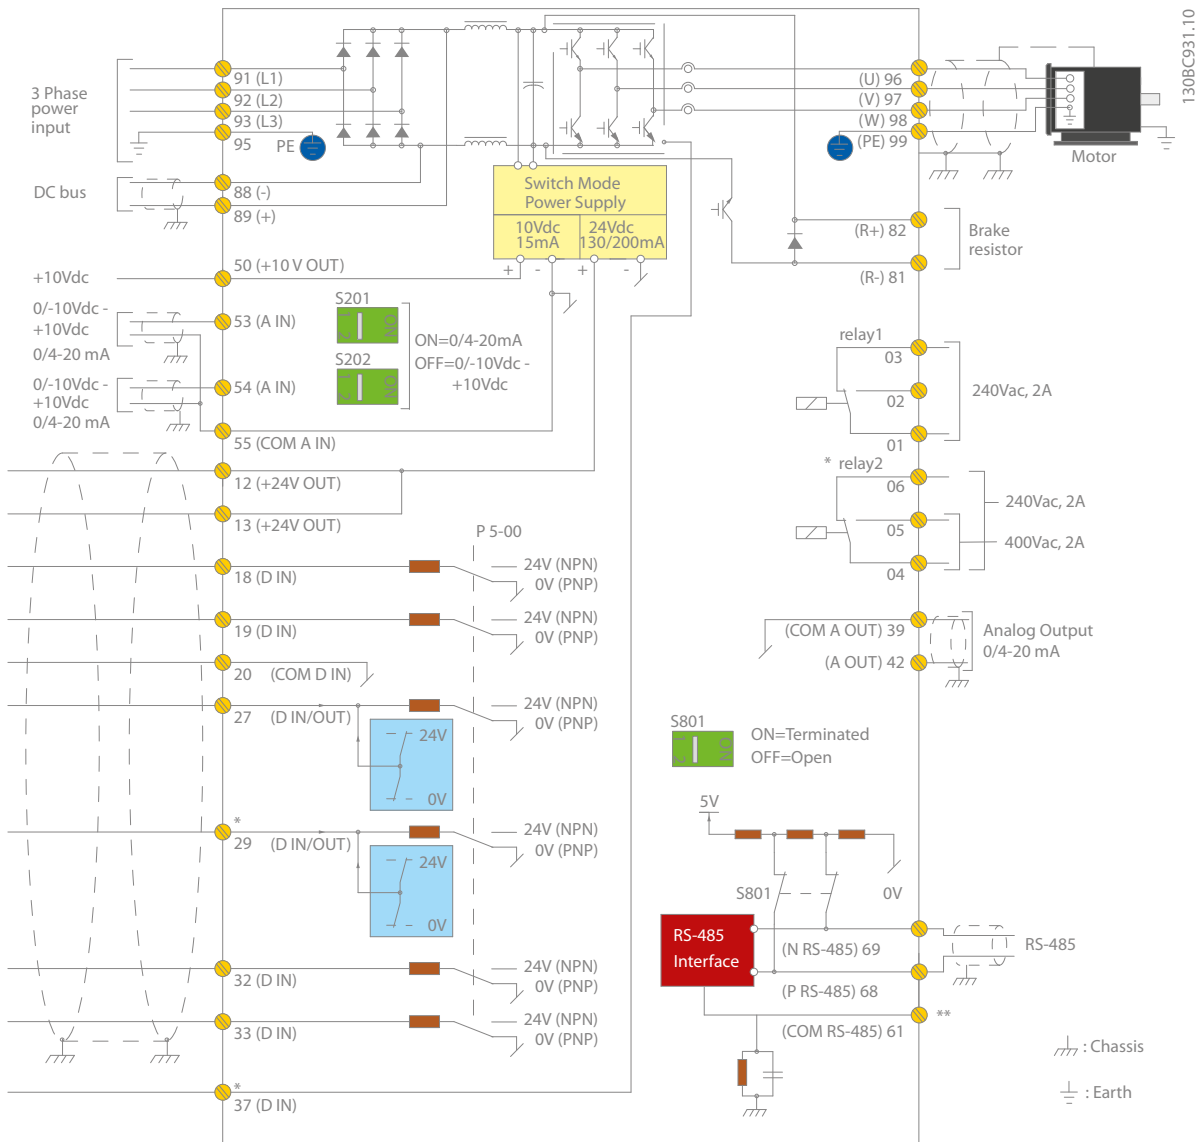 130BC931.10
3 Phase
power
input
91 (L1)
92 (L2)
93 (L3)
95
PE
DC bus
88 (-)
89 (+)
+10Vdc
50 (+10 V OUT)
0/-10Vdc -
+10Vdc
0/4-20 mA
53 (A IN)
0/-10Vdc -
+10Vdc
0/4-20 mA
54 (A IN)
55 (COM A IN)
12 (+24V OUT)
13 (+24V OUT)
18 (D IN)
19 (D IN)
20 (COM D IN)
27 (D IN/OUT)
24V
0V
*
29 (D IN/OUT)
24V
0V
32 (D IN)
33 (D IN)
*
37 (D IN)
Switch Mode
Power Supply
10Vdc
15mA
24Vdc
130/200mA
+ - + -
S201
1 2
ON
S202
1 2
ON
ON=0/4-20mA
OFF=0/-10Vdc -
+10Vdc
P 5-00
24V (NPN)
0V (PNP)
24V (NPN)
0V (PNP)
24V (NPN)
0V (PNP)
24V (NPN)
0V (PNP)
24V (NPN)
0V (PNP)
24V (NPN)
0V (PNP)
(U) 96
(V) 97
(W) 98
(PE) 99
Motor
(R+) 82
Brake
resistor
(R-) 81
relay1
03
02
01
240Vac, 2A
* relay2
06
05
04
240Vac, 2A
400Vac, 2A
(COM A OUT) 39
(A OUT) 42
Analog Output
0/4-20 mA
S801
1 2
ON
ON=Terminated
OFF=Open
5V
S801
0V
RS-485
Interface
(N RS-485) 69
(P RS-485) 68
(COM RS-485) 61
**
RS-485
: Chassis
: Earth